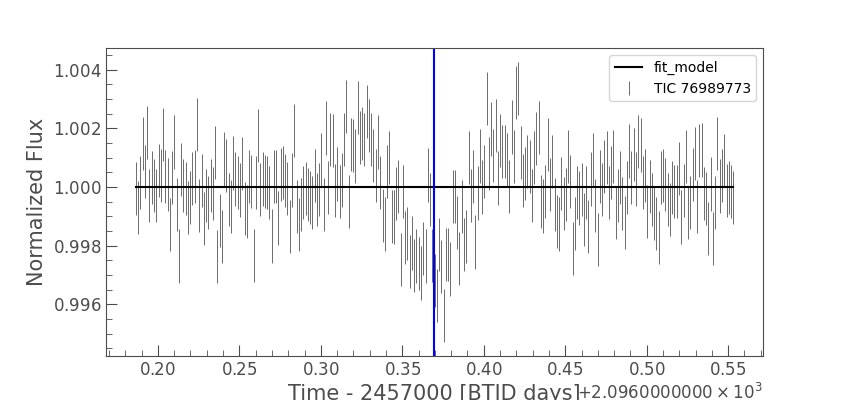 1.004
1.002
1.000
0.998
0.996
Normalized Flux
fit_model
TIC 76989773
0.20 0.25 0.30 0.35 0.40 0.45 0.50 0.55
Time - 2457000 [BTJD days]
+2.0960000000 × 10³